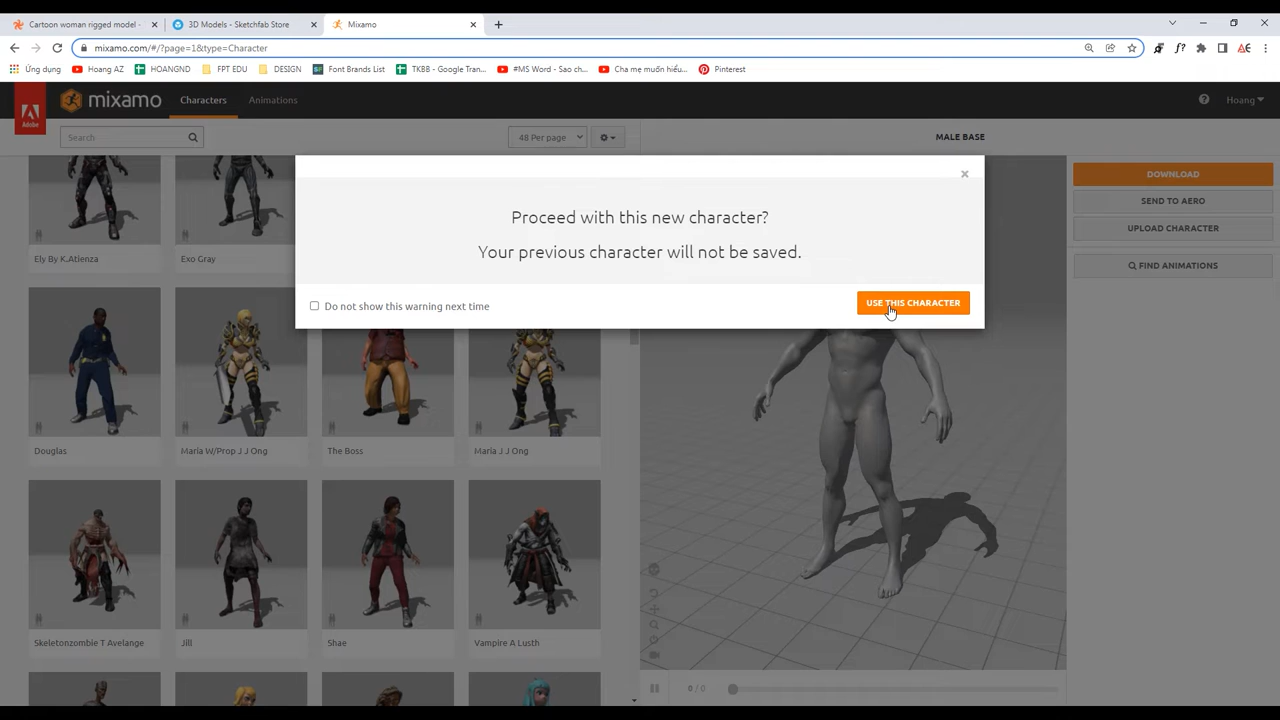 Cartoon woman rigged model -
3D Models - Sketchfab Store
Mixamo
mixamo.com/#/?page=1&type=Character
Ứng dụng
Hoang AZ
HOANGND
FPT EDU
DESIGN
Font Brands List
TKBB - Google Tran...
#MS Word - Sao ch...
Cha mẹ muốn hiểu...
Pinterest
Adobe
mixamo
Characters
Animations
Hoang
Search
48 Per page
MALE BASE
DOWNLOAD
SEND TO AERO
UPLOAD CHARACTER
FIND ANIMATIONS
Proceed with this new character?
Your previous character will not be saved.
Do not show this warning next time
USE THIS CHARACTER
Ely By K.Atienza
Exo Gray
Douglas
Maria W/Prop J J Ong
The Boss
Maria J J Ong
Skeletonzombie T Avelange
Jill
Shae
Vampire A Lusth
0 / 0